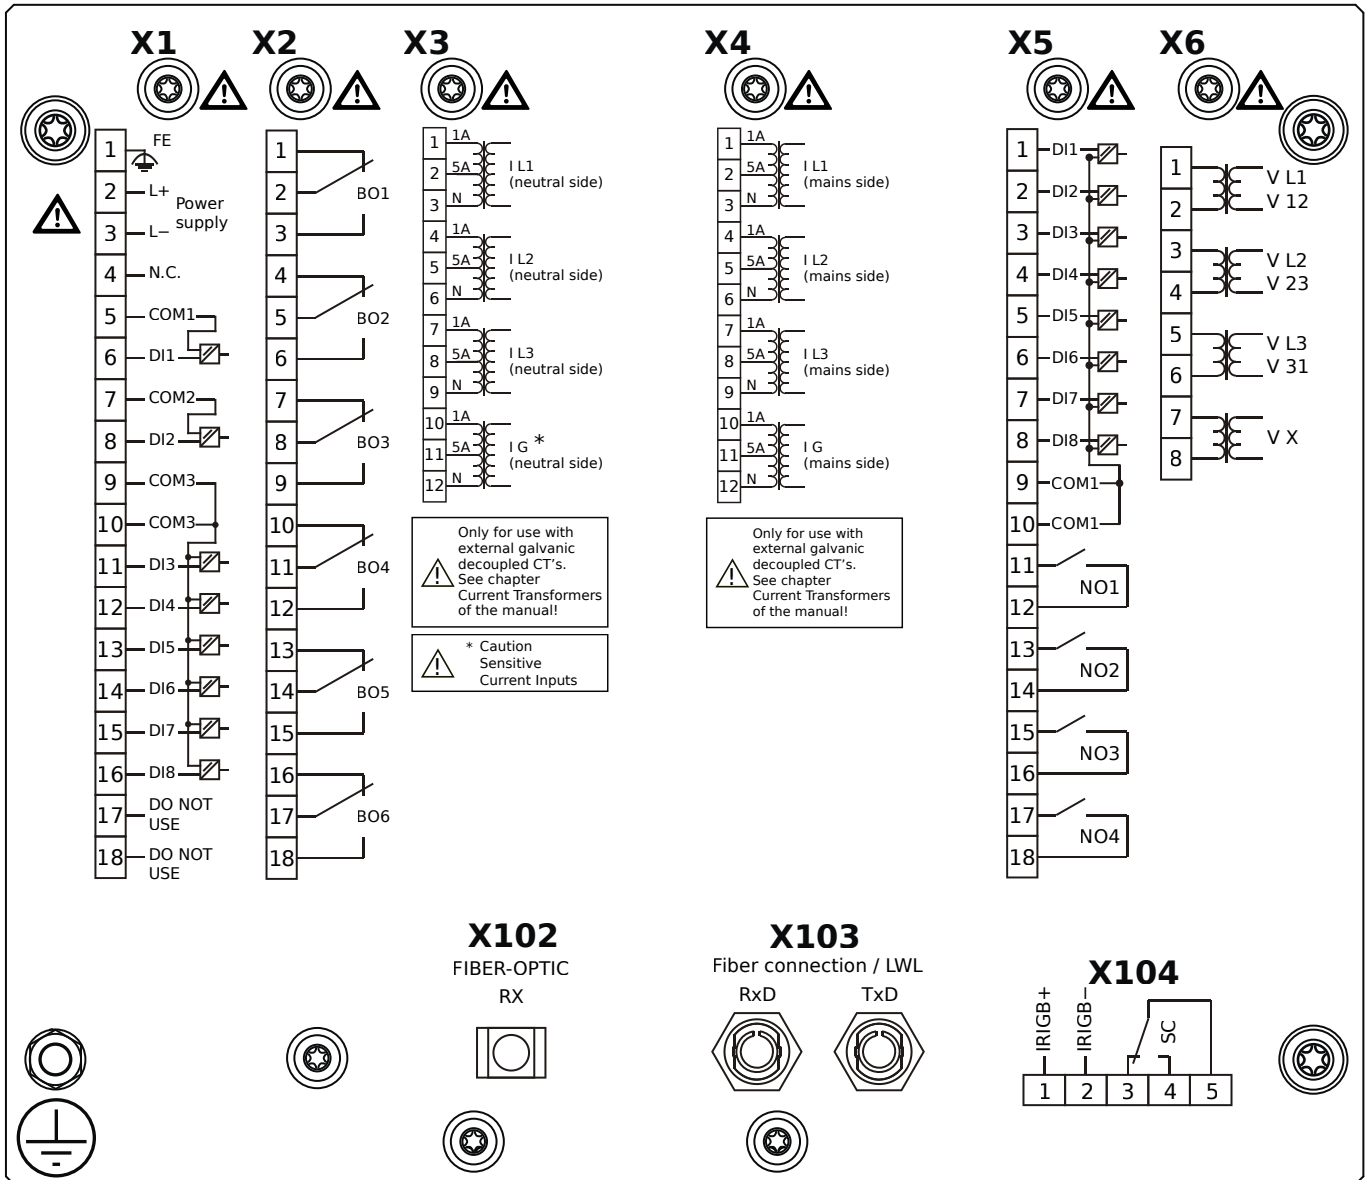 X1
1
FE
2
L+
Power
supply
3
L−
4
N.C.
5
COM1
6
DI1
7
COM2
8
DI2
9
COM3
10
COM3
11
DI3
12
DI4
13
DI5
14
DI6
15
DI7
16
DI8
17
DO NOT
USE
18
DO NOT
USE
X2
1
2
BO1
3
4
5
BO2
6
7
8
BO3
9
10
11
BO4
12
13
14
BO5
15
16
17
BO6
18
X3
1 1A
2 5A
3 N
I L1
(neutral side)
4 1A
5 5A
6 N
I L2
(neutral side)
7 1A
8 5A
9 N
I L3
(neutral side)
10 1A
11 5A
12 N
I G *
(neutral side)
! Only for use with
external galvanic
decoupled CT's.
See chapter
Current Transformers
of the manual!
! * Caution
Sensitive
Current Inputs
X4
1 1A
2 5A
3 N
I L1
(mains side)
4 1A
5 5A
6 N
I L2
(mains side)
7 1A
8 5A
9 N
I L3
(mains side)
10 1A
11 5A
12 N
I G
(mains side)
! Only for use with
external galvanic
decoupled CT's.
See chapter
Current Transformers
of the manual!
X5
1 DI1
2 DI2
3 DI3
4 DI4
5 DI5
6 DI6
7 DI7
8 DI8
9 COM1
10 COM1
11
NO1
12
13
NO2
14
15
NO3
16
17
NO4
18
X6
1
V L1
2
V 12
3
V L2
4
V 23
5
V L3
6
V 31
7
V X
8
X102
FIBER-OPTIC
RX
X103
Fiber connection / LWL
RxD TxD
X104
IRIGB+
IRIGB−
SC
1 2 3 4 5